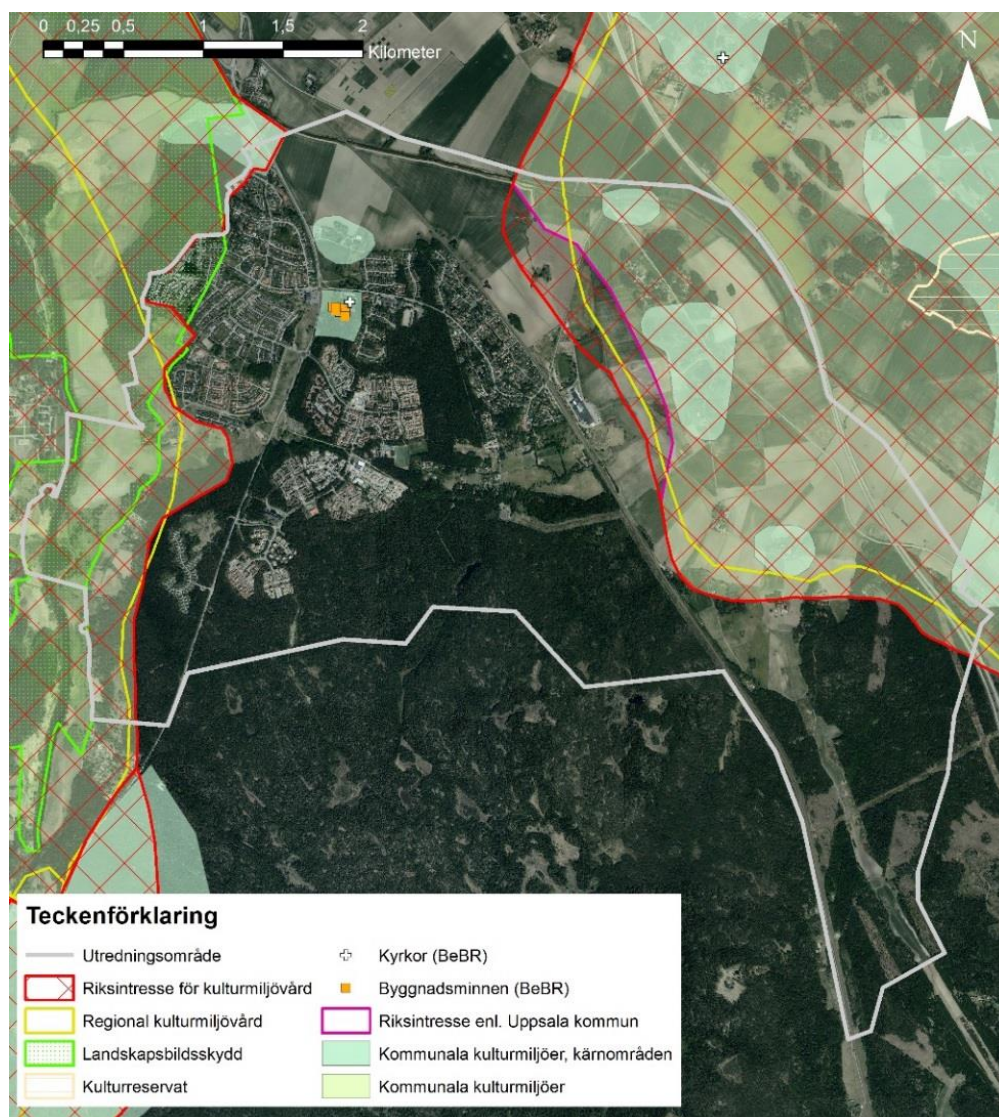 0 0,25 0,5 1 1,5 2
Kilometer
N
Teckenförklaring
Utredningsområde
Riksintresse för kulturmiljövård
Regional kulturmiljövård
Landskapsbildsskydd
Kulturreservat
Kyrkor (BeBR)
Byggnadsminnen (BeBR)
Riksintresse enl. Uppsala kommun
Kommunala kulturmiljöer, kärnområden
Kommunala kulturmiljöer